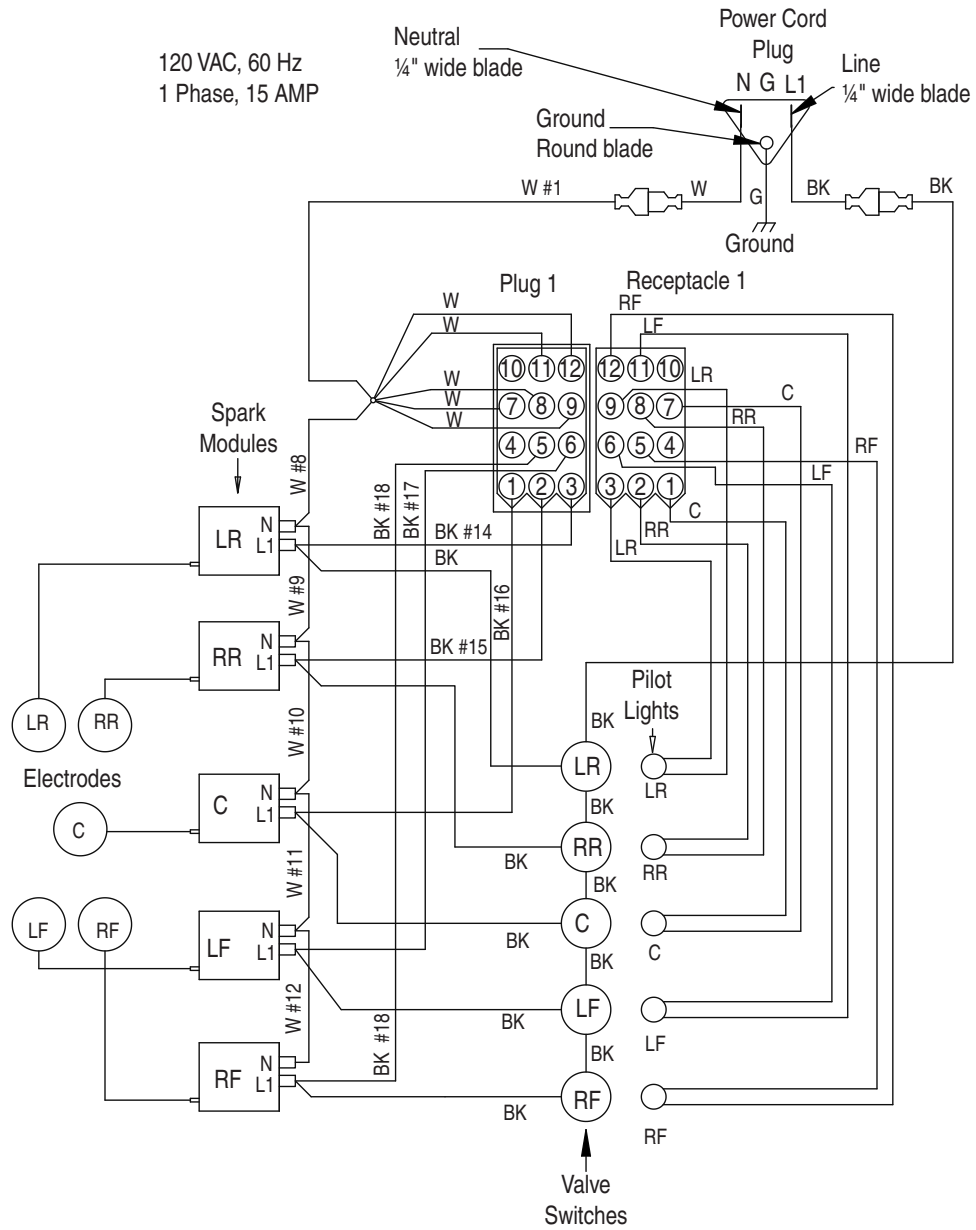 120 VAC, 60 Hz
1 Phase, 15 AMP
Neutral
¼" wide blade
Power Cord
Plug
N G L1
Line
¼" wide blade
Ground
Round blade
W #1
W
G
BK
BK
Ground
Plug 1
Receptacle 1
W
W
W
W
W
RF
LF
LR
C
RR
RF
LF
C
RR
LR
10 11 12
7 8 9
4 5 6
1 2 3
12 11 10
9 8 7
6 5 4
3 2 1
Spark
Modules
W #8
BK #18
BK #17
BK #14
BK
BK #16
BK #15
LR
N
L1
W #9
RR
N
L1
W #10
C
N
L1
W #11
LF
N
L1
W #12
RF
N
L1
BK #18
LR
RR
Electrodes
C
LF
RF
BK
LR
BK
RR
BK
BK
C
BK
BK
LF
BK
BK
RF
BK
Pilot
Lights
LR
RR
C
LF
RF
Valve
Switches